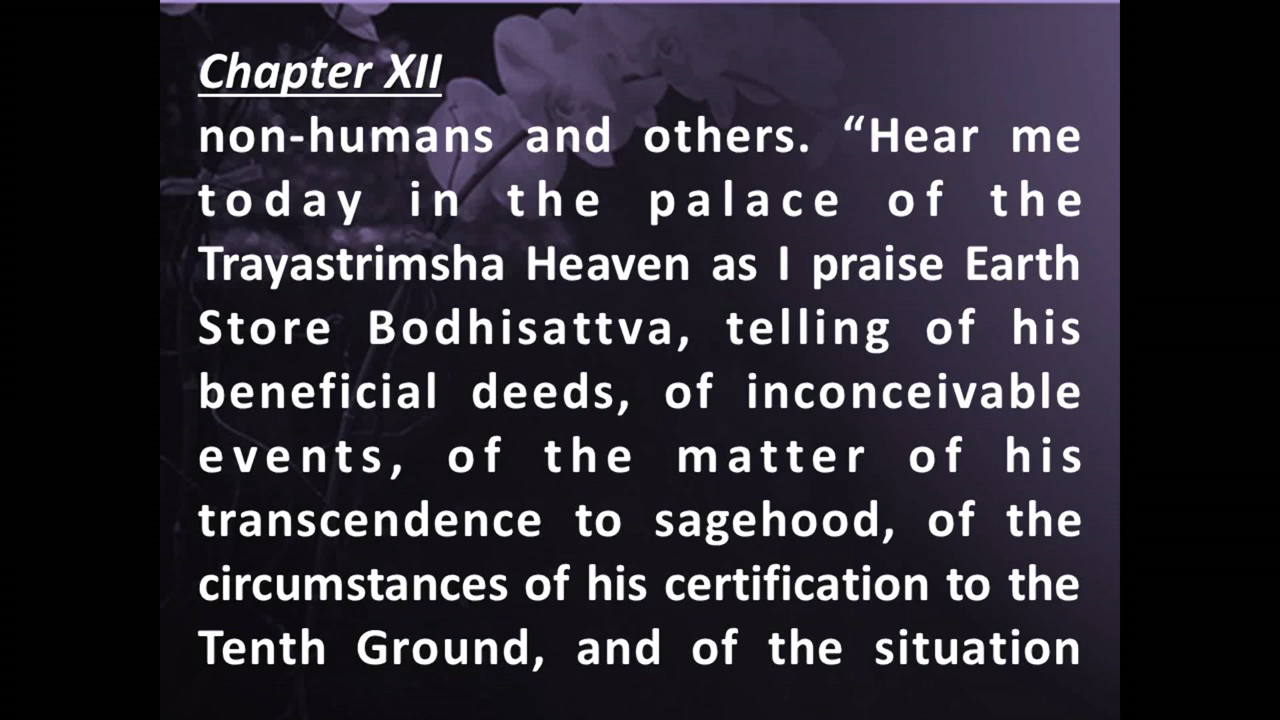 Chapter XII
non-humans and others. “Hear me
today in the palace of the
Trayastrimsha Heaven as I praise Earth
Store Bodhisattva, telling of his
beneficial deeds, of inconceivable
events, of the matter of his
transcendence to sagehood, of the
circumstances of his certification to the
Tenth Ground, and of the situation